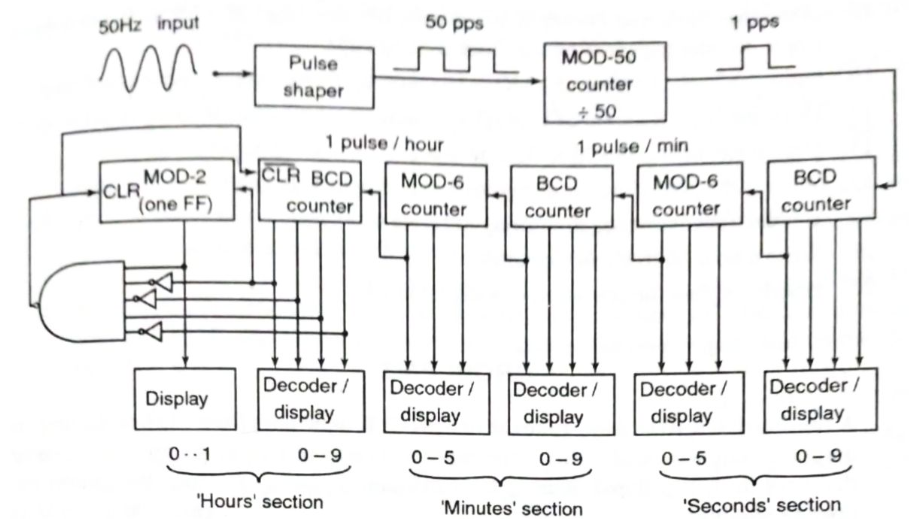 50Hz input
50 pps
1 pps
Pulse
shaper
MOD-50
counter
÷ 50
1 pulse / hour
1 pulse / min
CLR
MOD-2
(one FF)
C̅L̅R̅ BCD
counter
MOD-6
counter
BCD
counter
MOD-6
counter
BCD
counter
Display
Decoder /
display
Decoder /
display
Decoder /
display
Decoder /
display
Decoder /
display
0 · · 1
0 – 9
0 – 5
0 – 9
0 – 5
0 – 9
'Hours' section
'Minutes' section
'Seconds' section